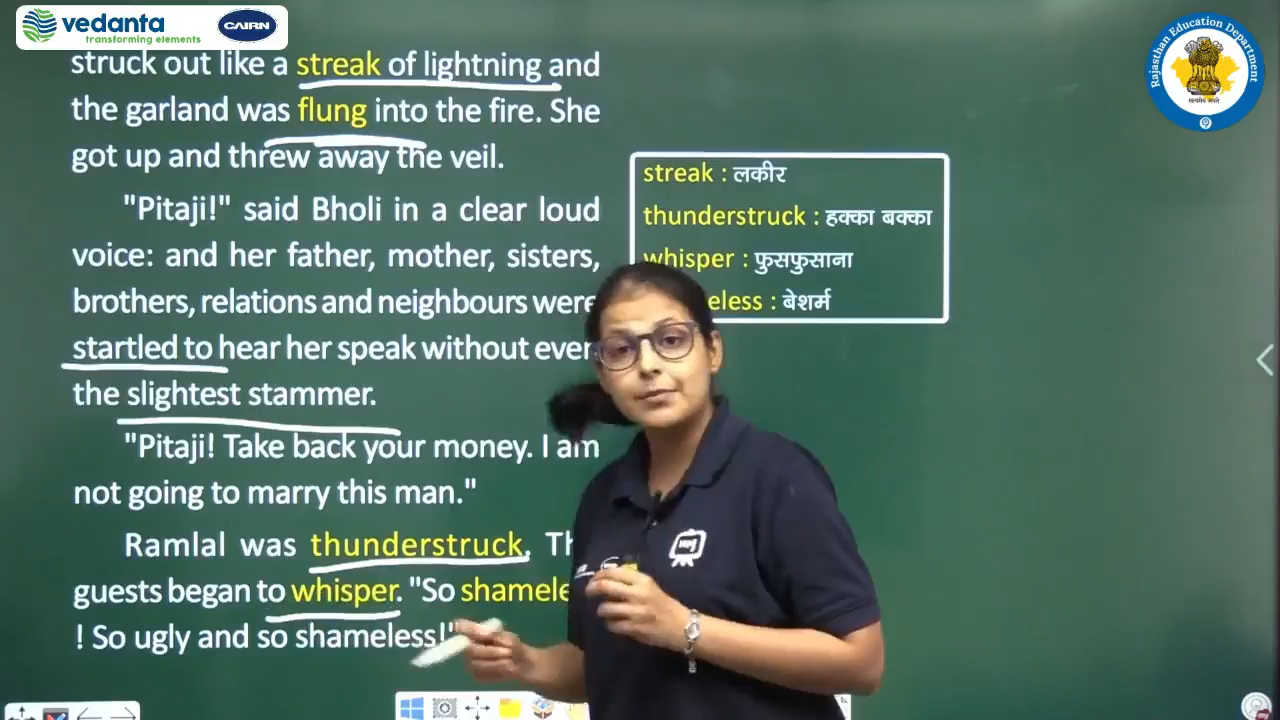 vedanta
transforming elements
CAIRN
Rajasthan Education Department
सत्यमेव जयते
struck out like a streak of lightning and
the garland was flung into the fire. She
got up and threw away the veil.
"Pitaji!" said Bholi in a clear loud
voice: and her father, mother, sisters,
brothers, relations and neighbours were
startled to hear her speak without even
the slightest stammer.
"Pitaji! Take back your money. I am
not going to marry this man."
Ramlal was thunderstruck. Th
guests began to whisper. "So shamele
! So ugly and so shameless!"
streak : लकीर
thunderstruck : हक्का बक्का
whisper : फुसफुसाना
eless : बेशर्म